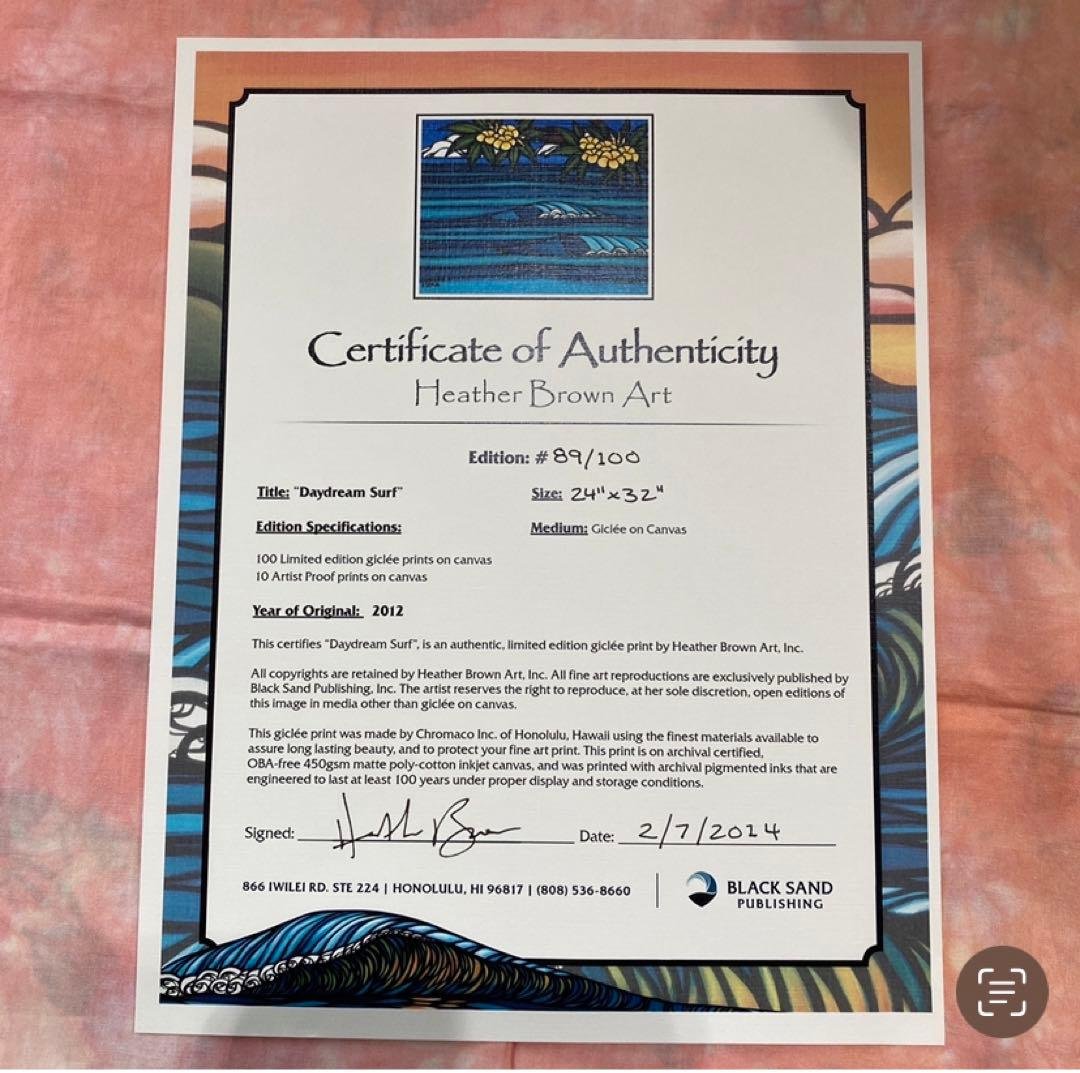 Certificate of Authenticity
Heather Brown Art
Edition: # 89/100
Title: "Daydream Surf"
Size: 24"x32"
Edition Specifications:
Medium: Giclée on Canvas
100 Limited edition giclée prints on canvas
10 Artist Proof prints on canvas
Year of Original: 2012
This certifies "Daydream Surf", is an authentic, limited edition giclée print by Heather Brown Art, Inc.
All copyrights are retained by Heather Brown Art, Inc. All fine art reproductions are exclusively published by
Black Sand Publishing, Inc. The artist reserves the right to reproduce, at her sole discretion, open editions of
this image in media other than giclée on canvas.
This giclée print was made by Chromaco Inc. of Honolulu, Hawaii using the finest materials available to
assure long lasting beauty, and to protect your fine art print. This print is on archival certified,
OBA-free 450gsm matte poly-cotton inkjet canvas, and was printed with archival pigmented inks that are
engineered to last at least 100 years under proper display and storage conditions.
Signed: Heather Brown
Date: 2/7/2014
866 IWILEI RD. STE 224 | HONOLULU, HI 96817 | (808) 536-8660
BLACK SAND
PUBLISHING